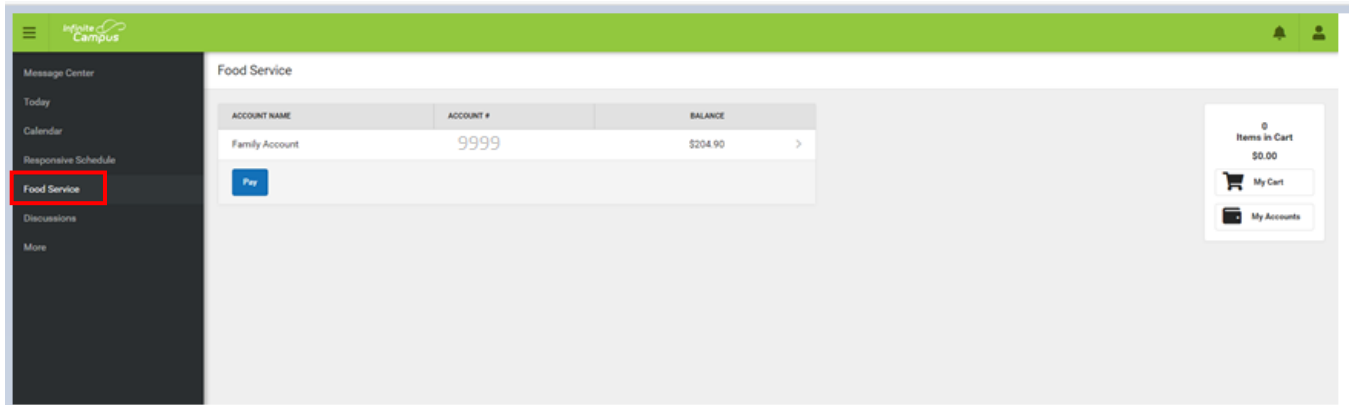 Infinite
Campus
Message Center
Today
Calendar
Responsive Schedule
Food Service
Discussions
More
Food Service
ACCOUNT NAME ACCOUNT # BALANCE
Family Account 9999 $204.90
Pay
0
Items in Cart
$0.00
My Cart
My Accounts